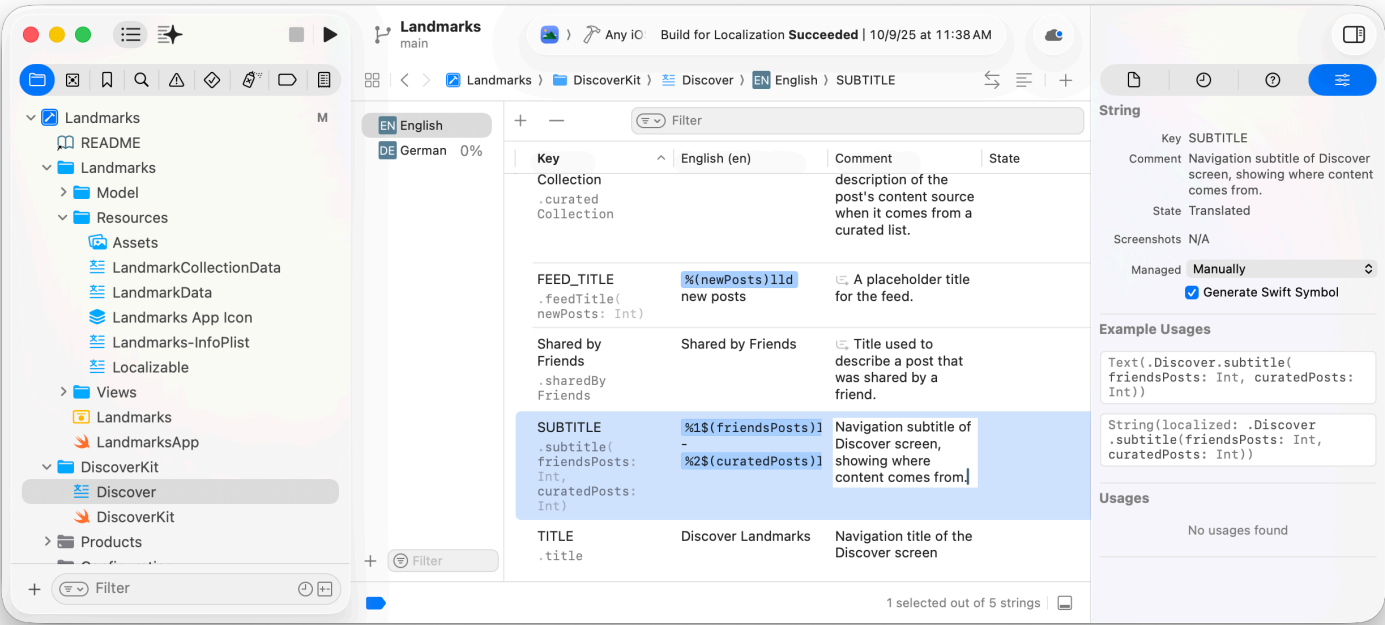 Landmarks
main
Any iO
Build for Localization Succeeded | 10/9/25 at 11:38 AM
Landmarks
M
README
Landmarks
Model
Resources
Assets
LandmarkCollectionData
LandmarkData
Landmarks App Icon
Landmarks-InfoPlist
Localizable
Views
Landmarks
LandmarksApp
DiscoverKit
Discover
DiscoverKit
Products
Filter
Landmarks 〉 DiscoverKit 〉 Discover 〉 EN English 〉 SUBTITLE
EN English
DE German 0%
Filter
Filter
Key
English (en)
Comment
State
Collection
.curated
Collection
description of the
post's content source
when it comes from a
curated list.
FEED_TITLE
.feedTitle(
newPosts: Int)
%(newPosts)lld
new posts
A placeholder title
for the feed.
Shared by
Friends
.sharedBy
Friends
Shared by Friends
Title used to
describe a post that
was shared by a
friend.
SUBTITLE
.subtitle(
friendsPosts:
Int,
curatedPosts:
Int)
%1$(friendsPosts)l
-
%2$(curatedPosts)l
Navigation subtitle of
Discover screen,
showing where
content comes from.
TITLE
.title
Discover Landmarks
Navigation title of the
Discover screen
1 selected out of 5 strings
String
Key SUBTITLE
Comment Navigation subtitle of Discover
screen, showing where content
comes from.
State Translated
Screenshots N/A
Managed Manually
Generate Swift Symbol
Example Usages
Text(.Discover.subtitle(
friendsPosts: Int, curatedPosts:
Int))
String(localized: .Discover
.subtitle(friendsPosts: Int,
curatedPosts: Int))
Usages
No usages found